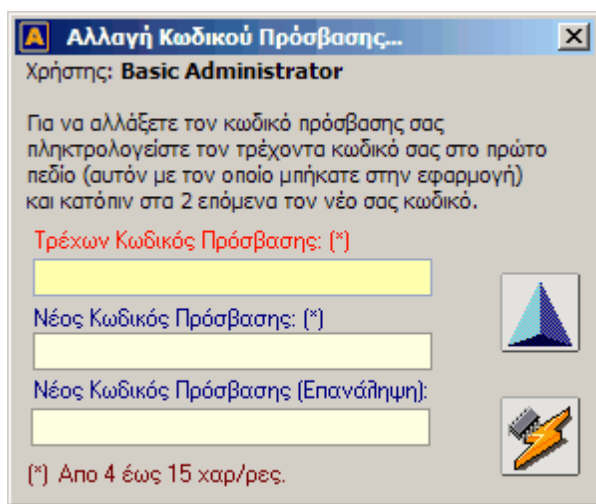 Αλλαγή Κωδικού Πρόσβασης...
Χρήστης: Basic Administrator
Για να αλλάξετε τον κωδικό πρόσβασης σας
πληκτρολογείστε τον τρέχοντα κωδικό σας στο πρώτο
πεδίο (αυτόν με τον οποίο μπήκατε στην εφαρμογή)
και κατόπιν στα 2 επόμενα τον νέο σας κωδικό.
Τρέχων Κωδικός Πρόσβασης: (*)
Νέος Κωδικός Πρόσβασης: (*)
Νέος Κωδικός Πρόσβασης (Επανάληψη):
(*) Απο 4 έως 15 χαρ/ρες.